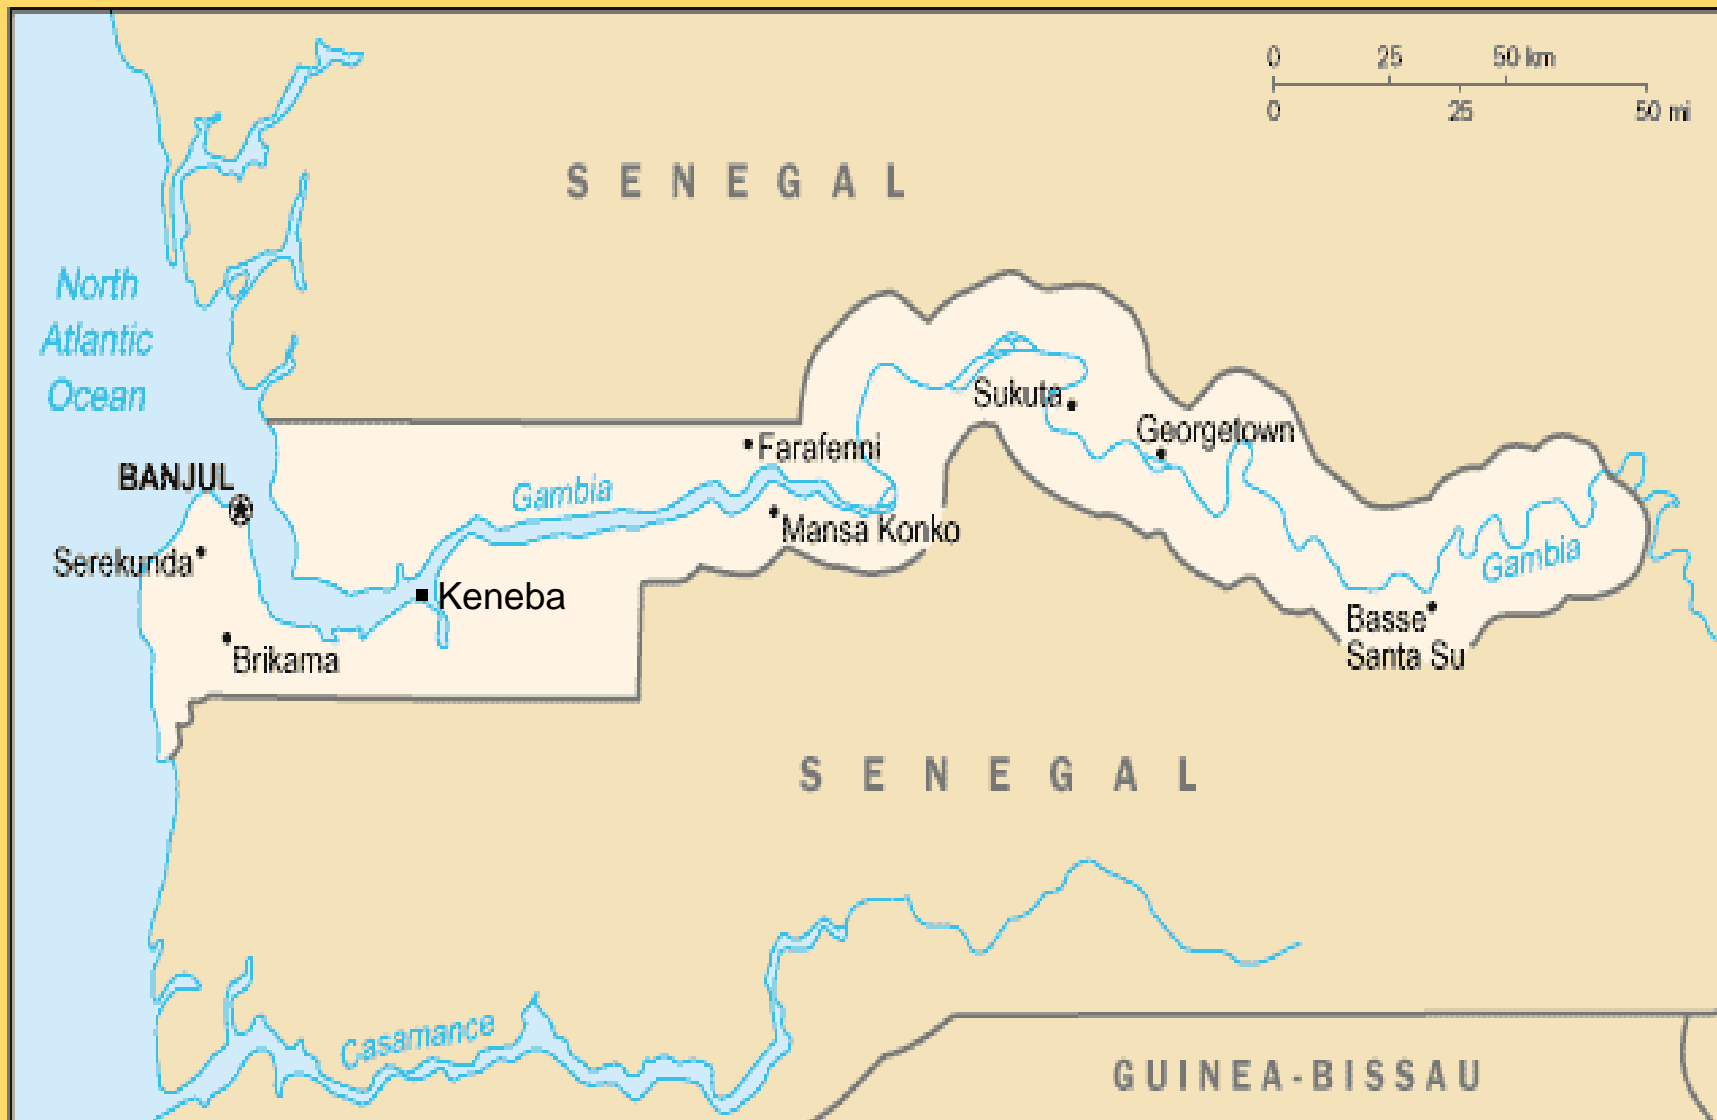 0 25 50 km
0 25 50 mi
SENEGAL
North
Atlantic
Ocean
Sukuta
Georgetown
Farafenni
BANJUL
Gambia
Mansa Konko
Serekunda
Gambia
Keneba
Basse
Santa Su
Brikama
SENEGAL
Casamance
GUINEA-BISSAU